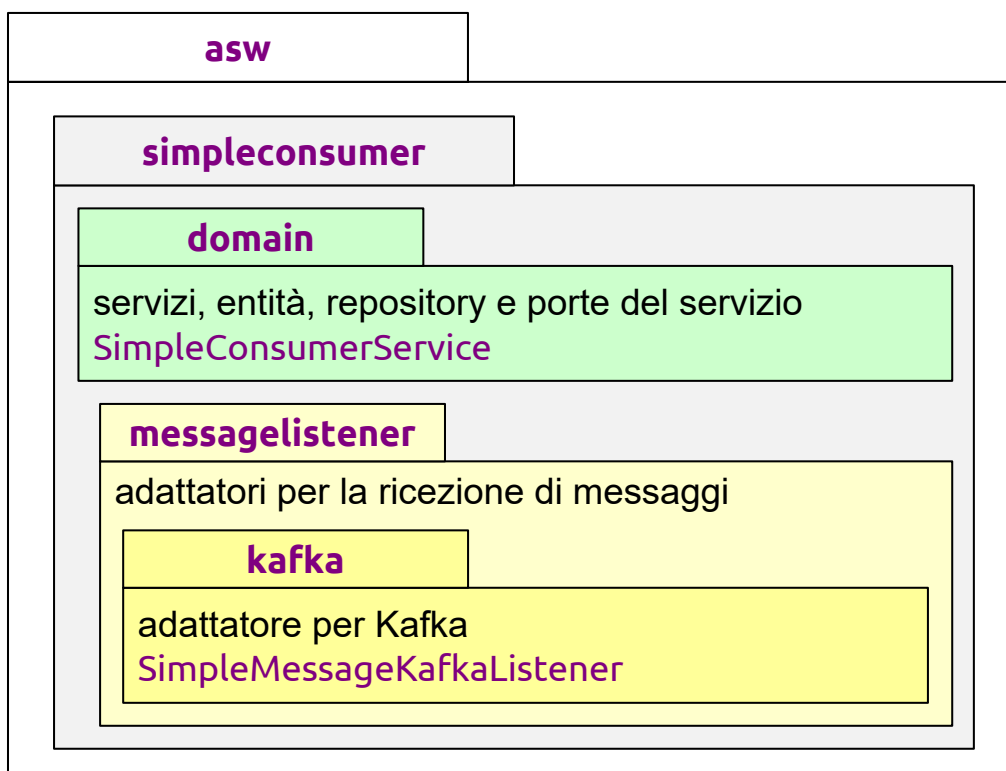 asw
simpleconsumer
domain
servizi, entità, repository e porte del servizio
SimpleConsumerService
messagelistener
adattatori per la ricezione di messaggi
kafka
adattatore per Kafka
SimpleMessageKafkaListener